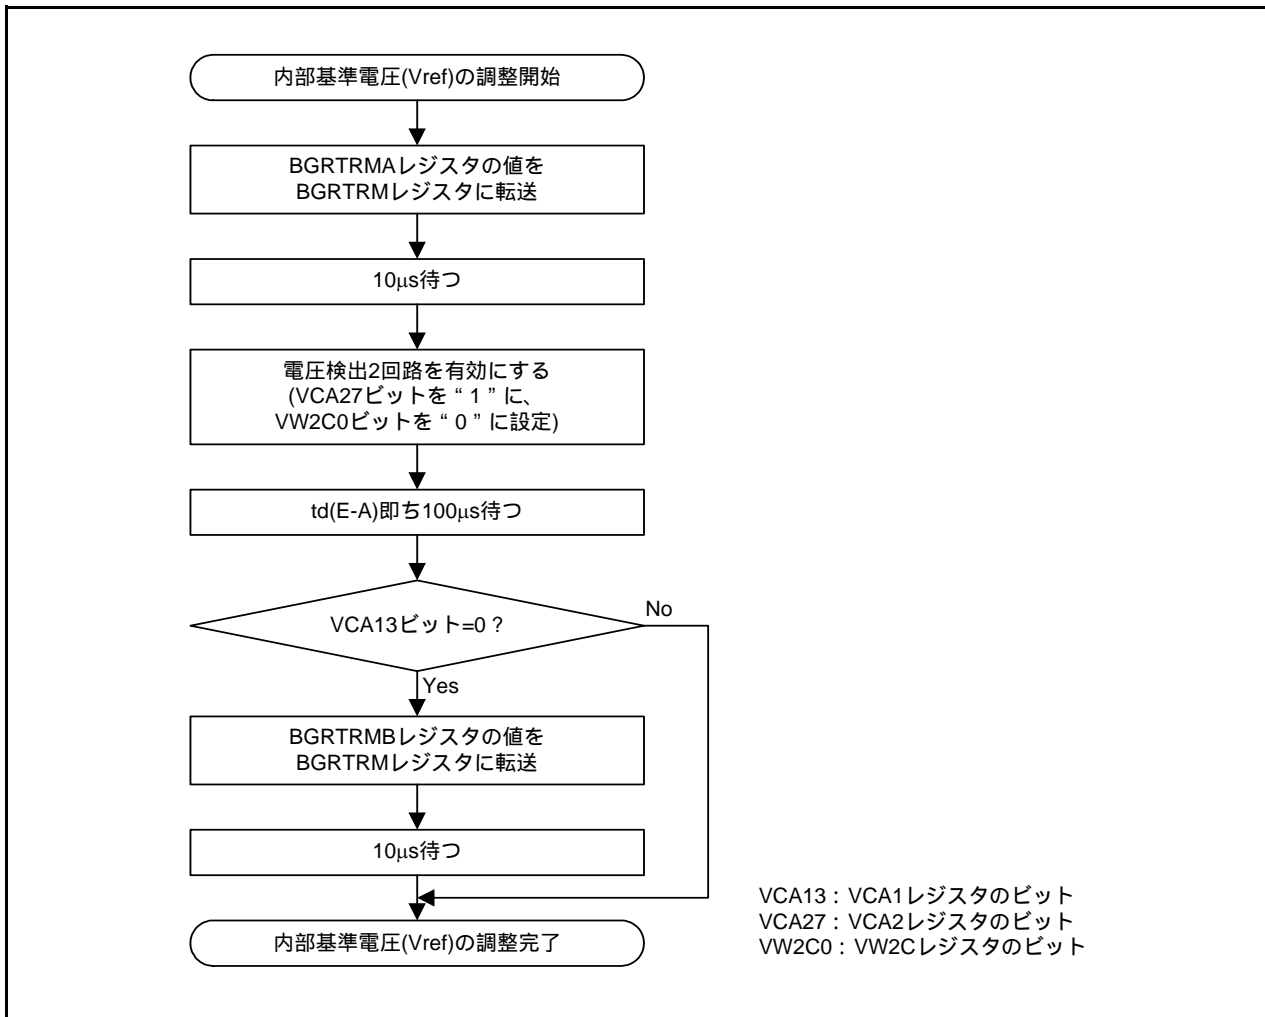 内部基準電圧(Vref)の調整開始
BGRTRMAレジスタの値を
BGRTRMレジスタに転送
10μs待つ
電圧検出2回路を有効にする
(VCA27ビットを“1”に、
VW2C0ビットを“0”に設定)
td(E-A)即ち100μs待つ
VCA13ビット=0 ?
No
Yes
BGRTRMBレジスタの値を
BGRTRMレジスタに転送
10μs待つ
内部基準電圧(Vref)の調整完了
VCA13：VCA1レジスタのビット
VCA27：VCA2レジスタのビット
VW2C0：VW2Cレジスタのビット